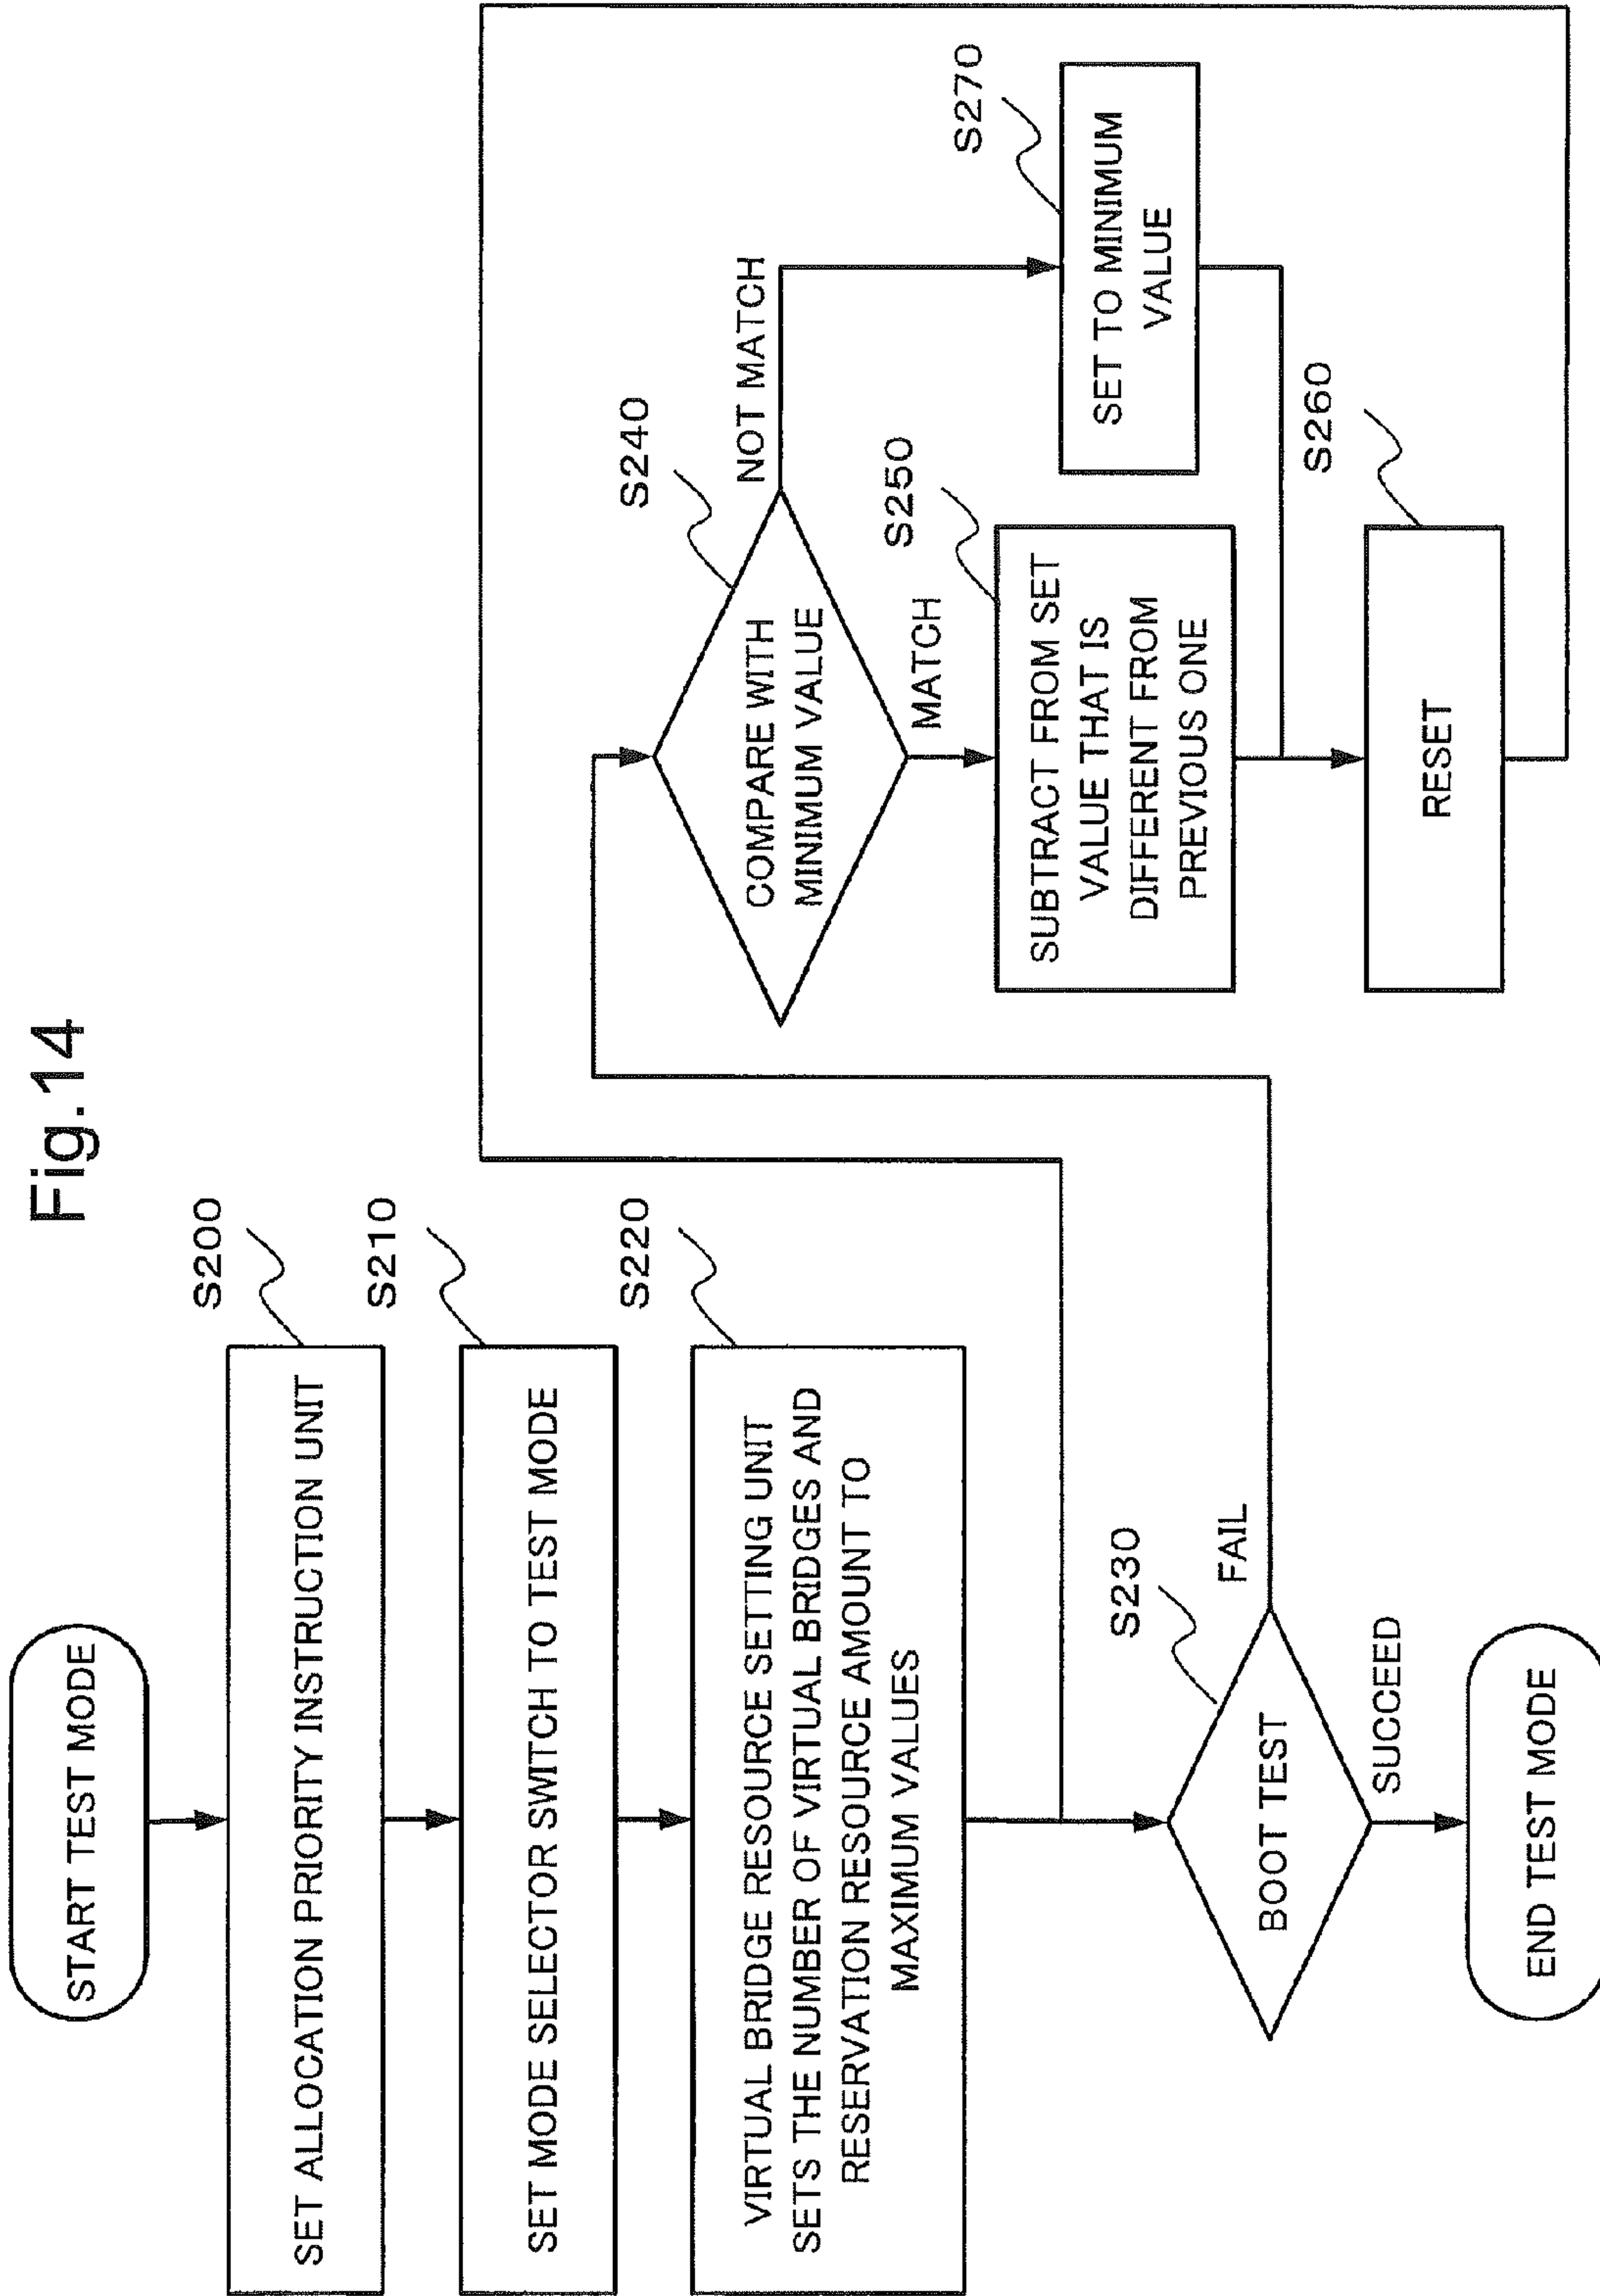 Fig.14
START TEST MODE
S200
SET ALLOCATION PRIORITY INSTRUCTION UNIT
S210
SET MODE SELECTOR SWITCH TO TEST MODE
S220
VIRTUAL BRIDGE RESOURCE SETTING UNIT
SETS THE NUMBER OF VIRTUAL BRIDGES AND
RESERVATION RESOURCE AMOUNT TO
MAXIMUM VALUES
S230
BOOT TEST
FAIL
SUCCEED
END TEST MODE
S240
COMPARE WITH
MINIMUM VALUE
NOT MATCH
MATCH
S250
SUBTRACT FROM SET
VALUE THAT IS
DIFFERENT FROM
PREVIOUS ONE
S270
SET TO MINIMUM
VALUE
S260
RESET